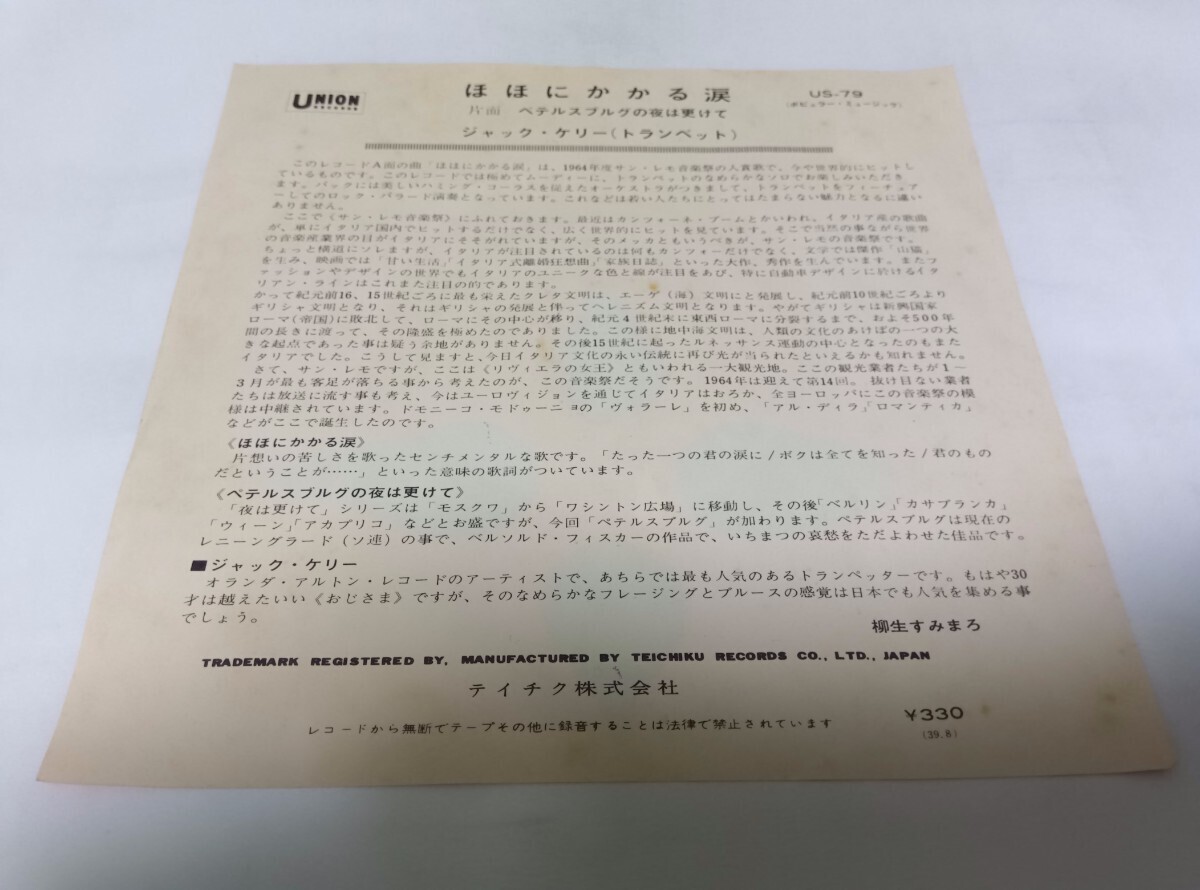 UNION
RECORDS
ほほにかかる涙
片面 ペテルスブルグの夜は更けて
ジャック・ケリー(トランペット)
US-79
(ポピュラー・ミュージック)
このレコードA面の曲「ほほにかかる涙」は、1964年度サン・レモ音楽祭の入賞歌で、今や世界的にヒットし
ているものです。このレコードでは極めてムーディーに、トランペットのなめらかなソロでお楽しみいただき
ます。バックには美しいハミング・コーラスを従えたオーケストラがつきまして、トランペットをフィーチュア
ーしてのロック・バラード演奏となっています。これなどは若い人たちにとってはたまらない魅力となるに違い
ありません。
ここで《サン・レモ音楽祭》にふれておきます。最近はカンツォーネ・ブームとかいわれ、イタリア産の歌曲
が、単にイタリア国内でヒットするだけでなく、広く世界的にヒットを見ています。そこで当然の事ながら世界
の音楽産業界の目がイタリアにそそがれていますが、そのメッカともいうべきが、サン・レモの音楽祭です。
ちょっと横道にソレますが、イタリアが注目されているのは何もカンツォーだけでなく、文学では傑作「山猫」
を生み、映画では「甘い生活」「イタリア式離婚狂想曲」「家族日誌」といった大作、秀作を生んでいます。またフ
ァッションやデザインの世界でもイタリアのユニークな色と線が注目をあび、特に自動車デザインに於けるイタ
リアン・ラインはこれまた注目の的であります。
かって紀元前16、15世紀ごろに最も栄えたクレタ文明は、エーゲ(海)文明にと発展し、紀元前10世紀ごろより
ギリシャ文明となり、それはギリシャの発展と伴ってヘレニズム文明となります。やがてギリシャは新興国家
ローマ(帝国)に敗北して、ローマにその中心が移り、紀元4世紀末に東西ローマに分裂するまで、およそ500年
間の長きに渡って、その隆盛を極めたのでありました。この様に地中海文明は、人類の文化のあけぼの一つの大
きな起点であった事は疑う余地がありません。その後15世紀に起ったルネッサンス運動の中心となったのもまた
イタリアでした。こうして見ますと、今日イタリア文化の永い伝統に再び光が当られたといえるかも知れません。
さて、サン・レモですが、ここは《リヴィエラの女王》ともいわれる一大観光地。ここの観光業者たちが1~
3月が最も客足が落ちる事から考えたのが、この音楽祭だそうです。1964年は迎えて第14回。抜け目ない業者
たちは放送に流す事も考え、今はユーロヴィジョンを通じてイタリアはおろか、全ヨーロッパにこの音楽祭の模
様は中継されています。ドモニーコ・モドゥーニョの「ヴォラーレ」を初め、「アル・ディラ」「ロマンティカ」
などがここで誕生したのです。
《ほほにかかる涙》
片想いの苦しさを歌ったセンチメンタルな歌です。「たった一つの君の涙に/ボクは全てを知った/君のもの
だということが……」といった意味の歌詞がついています。
《ペテルスブルグの夜は更けて》
「夜は更けて」シリーズは「モスクワ」から「ワシントン広場」に移動し、その後「ベルリン」「カサブランカ」
「ウィーン」「アカプリコ」などとお盛ですが、今回「ペテルスブルグ」が加わります。ペテルスブルグは現在の
レニーングラード(ソ連)の事で、ベルソルド・フィスカーの作品で、いちまつの哀愁をただよわせた佳品です。
■ジャック・ケリー
オランダ・アルトン・レコードのアーティストで、あちらでは最も人気のあるトランペッターです。もはや30
才は越えたいい《おじさま》ですが、そのなめらかなフレージングとブルースの感覚は日本でも人気を集める事
でしょう。
柳生すみまろ
TRADEMARK REGISTERED BY, MANUFACTURED BY TEICHIKU RECORDS CO., LTD., JAPAN
テイチク株式会社
レコードから無断でテープその他に録音することは法律で禁止されています
¥330
(39.8)